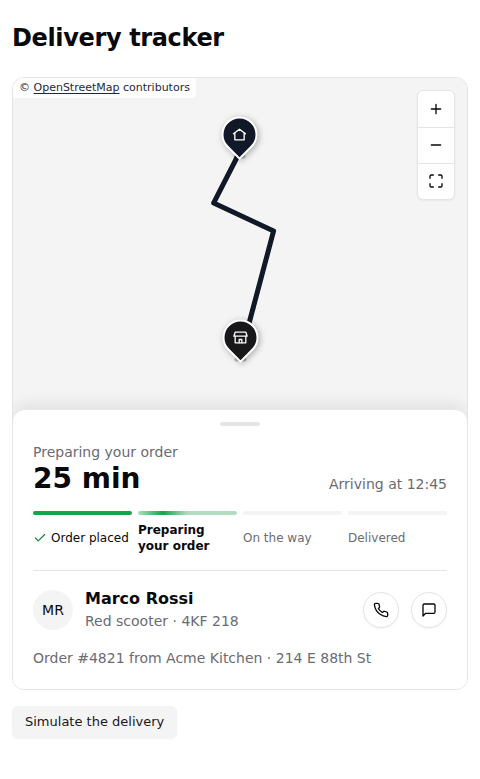 Delivery tracker
© OpenStreetMap contributors
Preparing your order
25 min
Arriving at 12:45
Order placed
Preparing
your order
On the way
Delivered
MR
Marco Rossi
Red scooter · 4KF 218
Order #4821 from Acme Kitchen · 214 E 88th St
Simulate the delivery